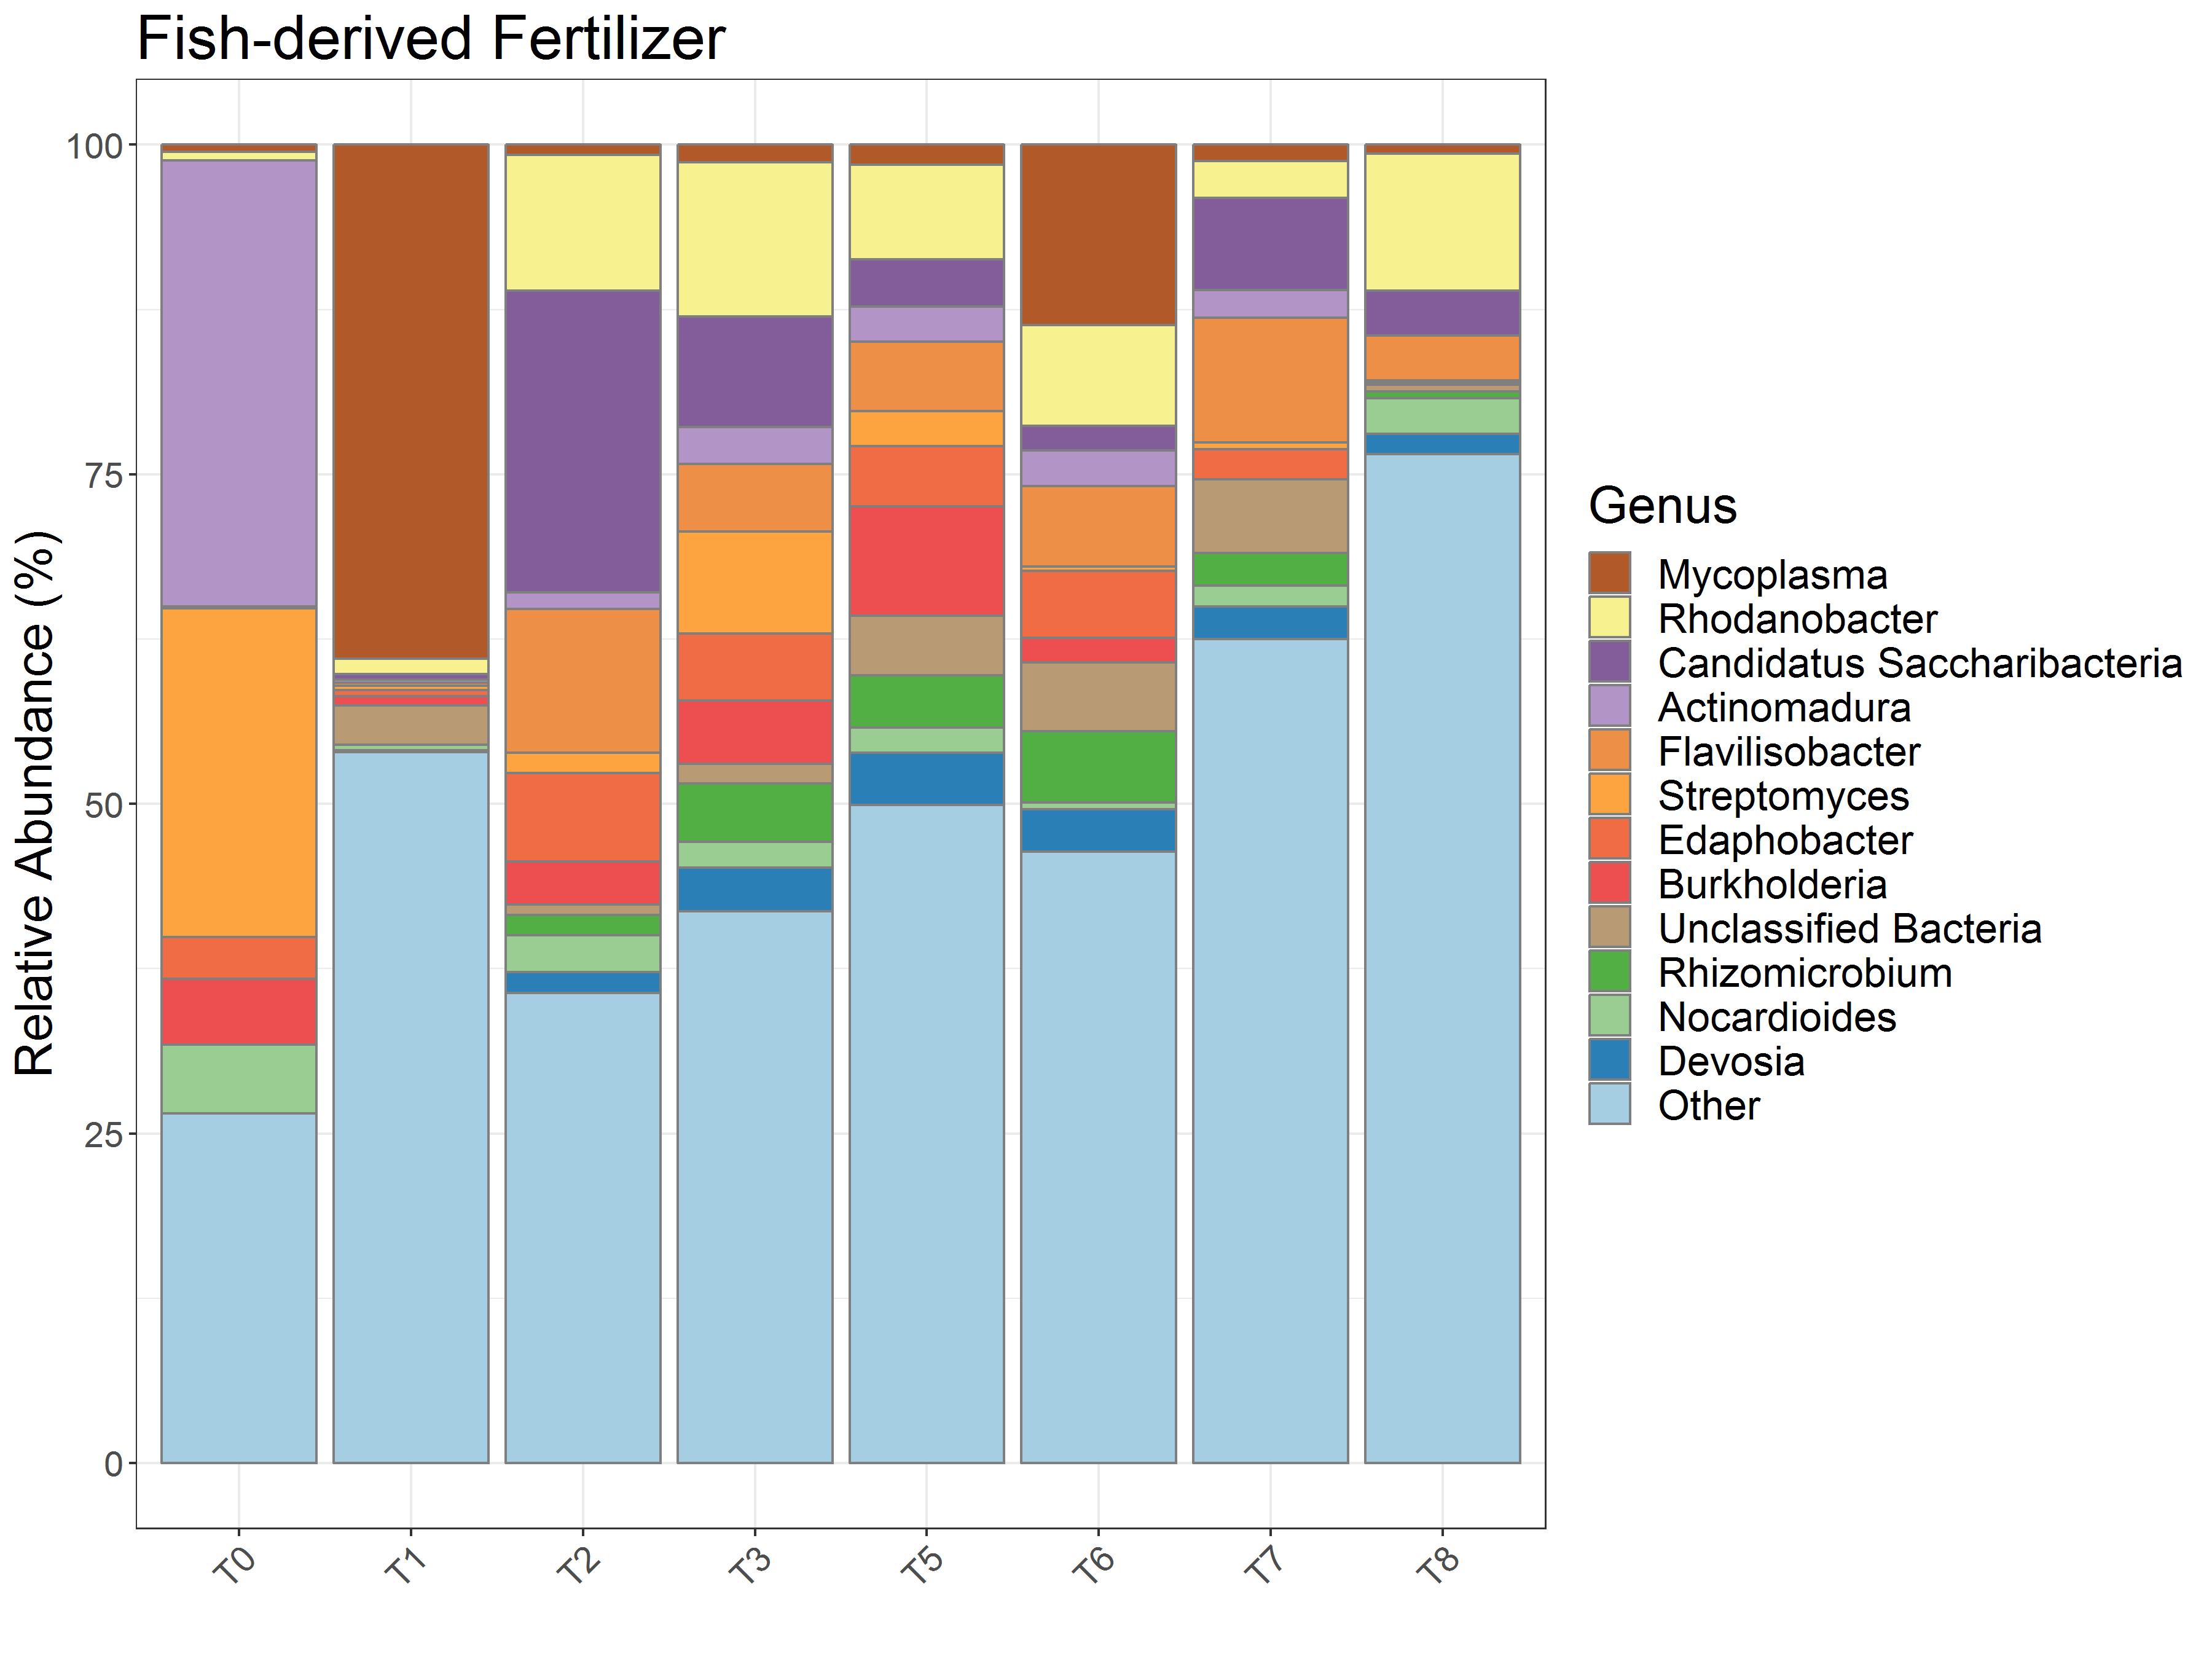 Fish-derived Fertilizer
Relative Abundance (%)
100
75
50
25
0
T0
T1
T2
T3
T5
T6
T7
T8
Genus
Mycoplasma
Rhodanobacter
Candidatus Saccharibacteria
Actinomadura
Flavilisobacter
Streptomyces
Edaphobacter
Burkholderia
Unclassified Bacteria
Rhizomicrobium
Nocardioides
Devosia
Other